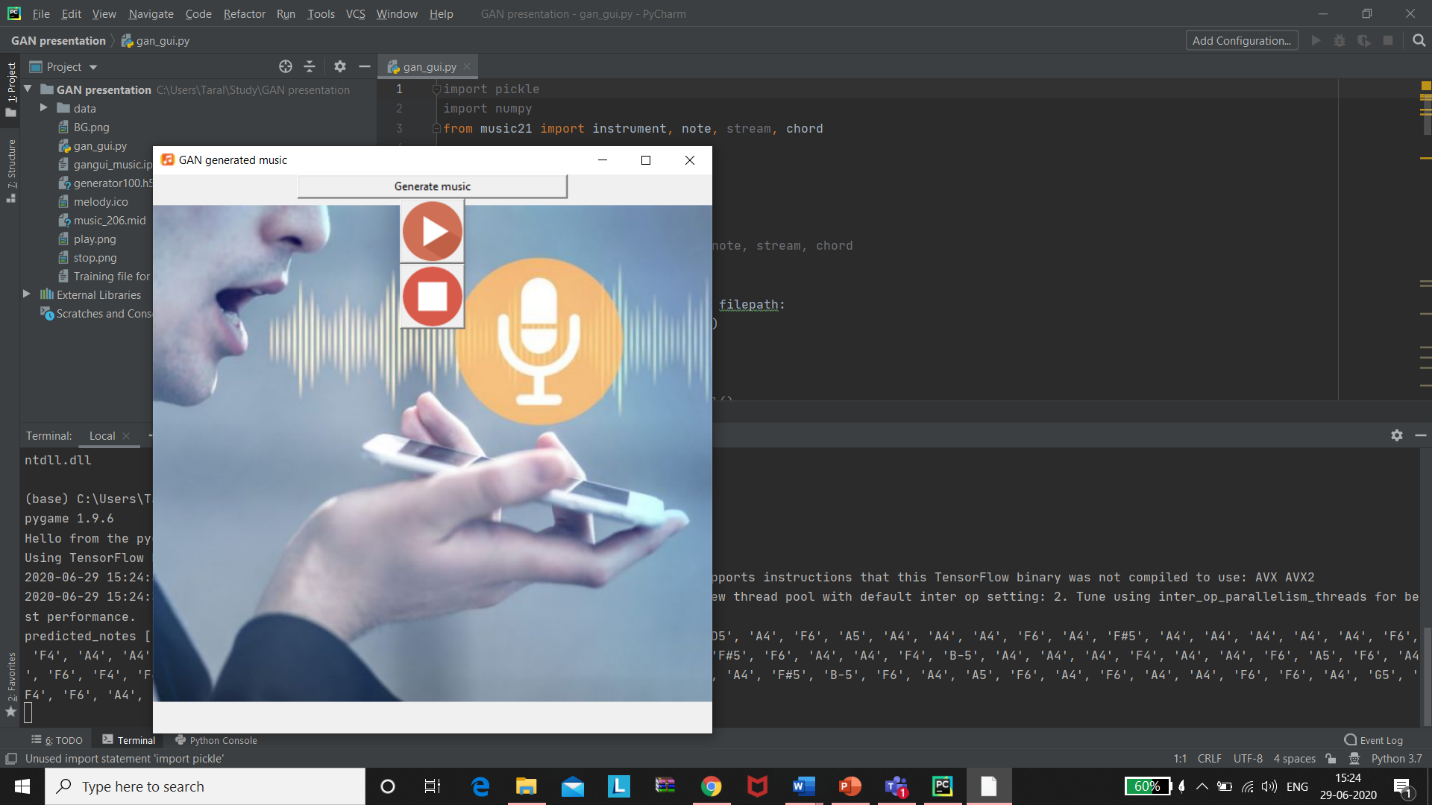 File Edit View Navigate Code Refactor Run Tools VCS Window Help GAN presentation - gan_gui.py - PyCharm
GAN presentation gan_gui.py Add Configuration...
1: Project
Project
gan_gui.py
GAN presentation C:\Users\Taral\Study\GAN presentation
data
BG.png
gan_gui.py
gangui_music.ip
generator100.h5
melody.ico
music_206.mid
play.png
stop.png
Training file for
External Libraries
Scratches and Cons
Z: Structure
1 import pickle
2 import numpy
3 from music21 import instrument, note, stream, chord
note, stream, chord
filepath:
)
GAN generated music
Generate music
Terminal: Local
ntdll.dll
(base) C:\Users\T
pygame 1.9.6
Hello from the py
Using TensorFlow
2020-06-29 15:24: pports instructions that this TensorFlow binary was not compiled to use: AVX AVX2
2020-06-29 15:24: ew thread pool with default inter op setting: 2. Tune using inter_op_parallelism_threads for be
st performance.
predicted_notes [ D5', 'A4', 'F6', 'A5', 'A4', 'A4', 'A4', 'F6', 'A4', 'F#5', 'A4', 'A4', 'A4', 'A4', 'A4', 'F6',
'F4', 'A4', 'A4' 'F#5', 'F6', 'A4', 'A4', 'F4', 'B-5', 'A4', 'A4', 'A4', 'F4', 'A4', 'A4', 'F6', 'A5', 'F6', 'A4
', 'F6', 'F4', 'F , 'A4', 'F#5', 'B-5', 'F6', 'A4', 'A5', 'F6', 'A4', 'F6', 'A4', 'A4', 'F6', 'F6', 'A4', 'G5', '
F4', 'F6', 'A4',
2: Favorites
6: TODO Terminal Python Console Event Log
Unused import statement 'import pickle' 1:1 CRLF UTF-8 4 spaces Python 3.7
Type here to search
60% ENG 15:24
29-06-2020
1